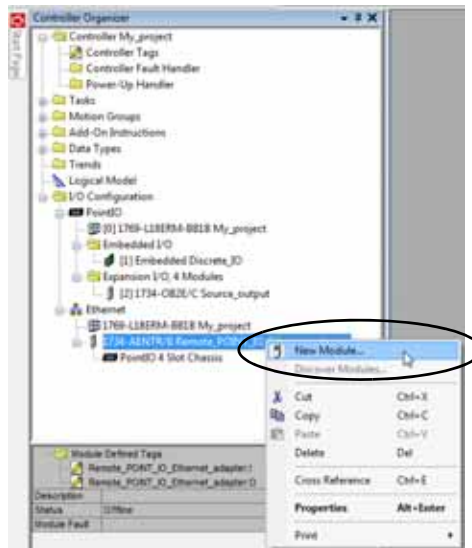 Controller Organizer
Start Page
Controller My_project
Controller Tags
Controller Fault Handler
Power-Up Handler
Tasks
Motion Groups
Add-On Instructions
Data Types
Trends
Logical Model
I/O Configuration
PointIO
[0] 1769-L18ERM-BB1B My_project
Embedded I/O
[1] Embedded Discrete_IO
Expansion I/O, 4 Modules
[2] 1734-OB2E/C Source_output
Ethernet
1769-L18ERM-BB1B My_project
1734-AENTR/B Remote_POINT_
PointIO 4 Slot Chassis
New Module...
Discover Modules...
Cut Ctrl+X
Copy Ctrl+C
Paste Ctrl+V
Delete Del
Cross Reference Ctrl+E
Properties Alt+Enter
Print
Module Defined Tags
Remote_POINT_IO_Ethernet_adapter:I
Remote_POINT_IO_Ethernet_adapter:O
Description
Status Offline
Module Fault